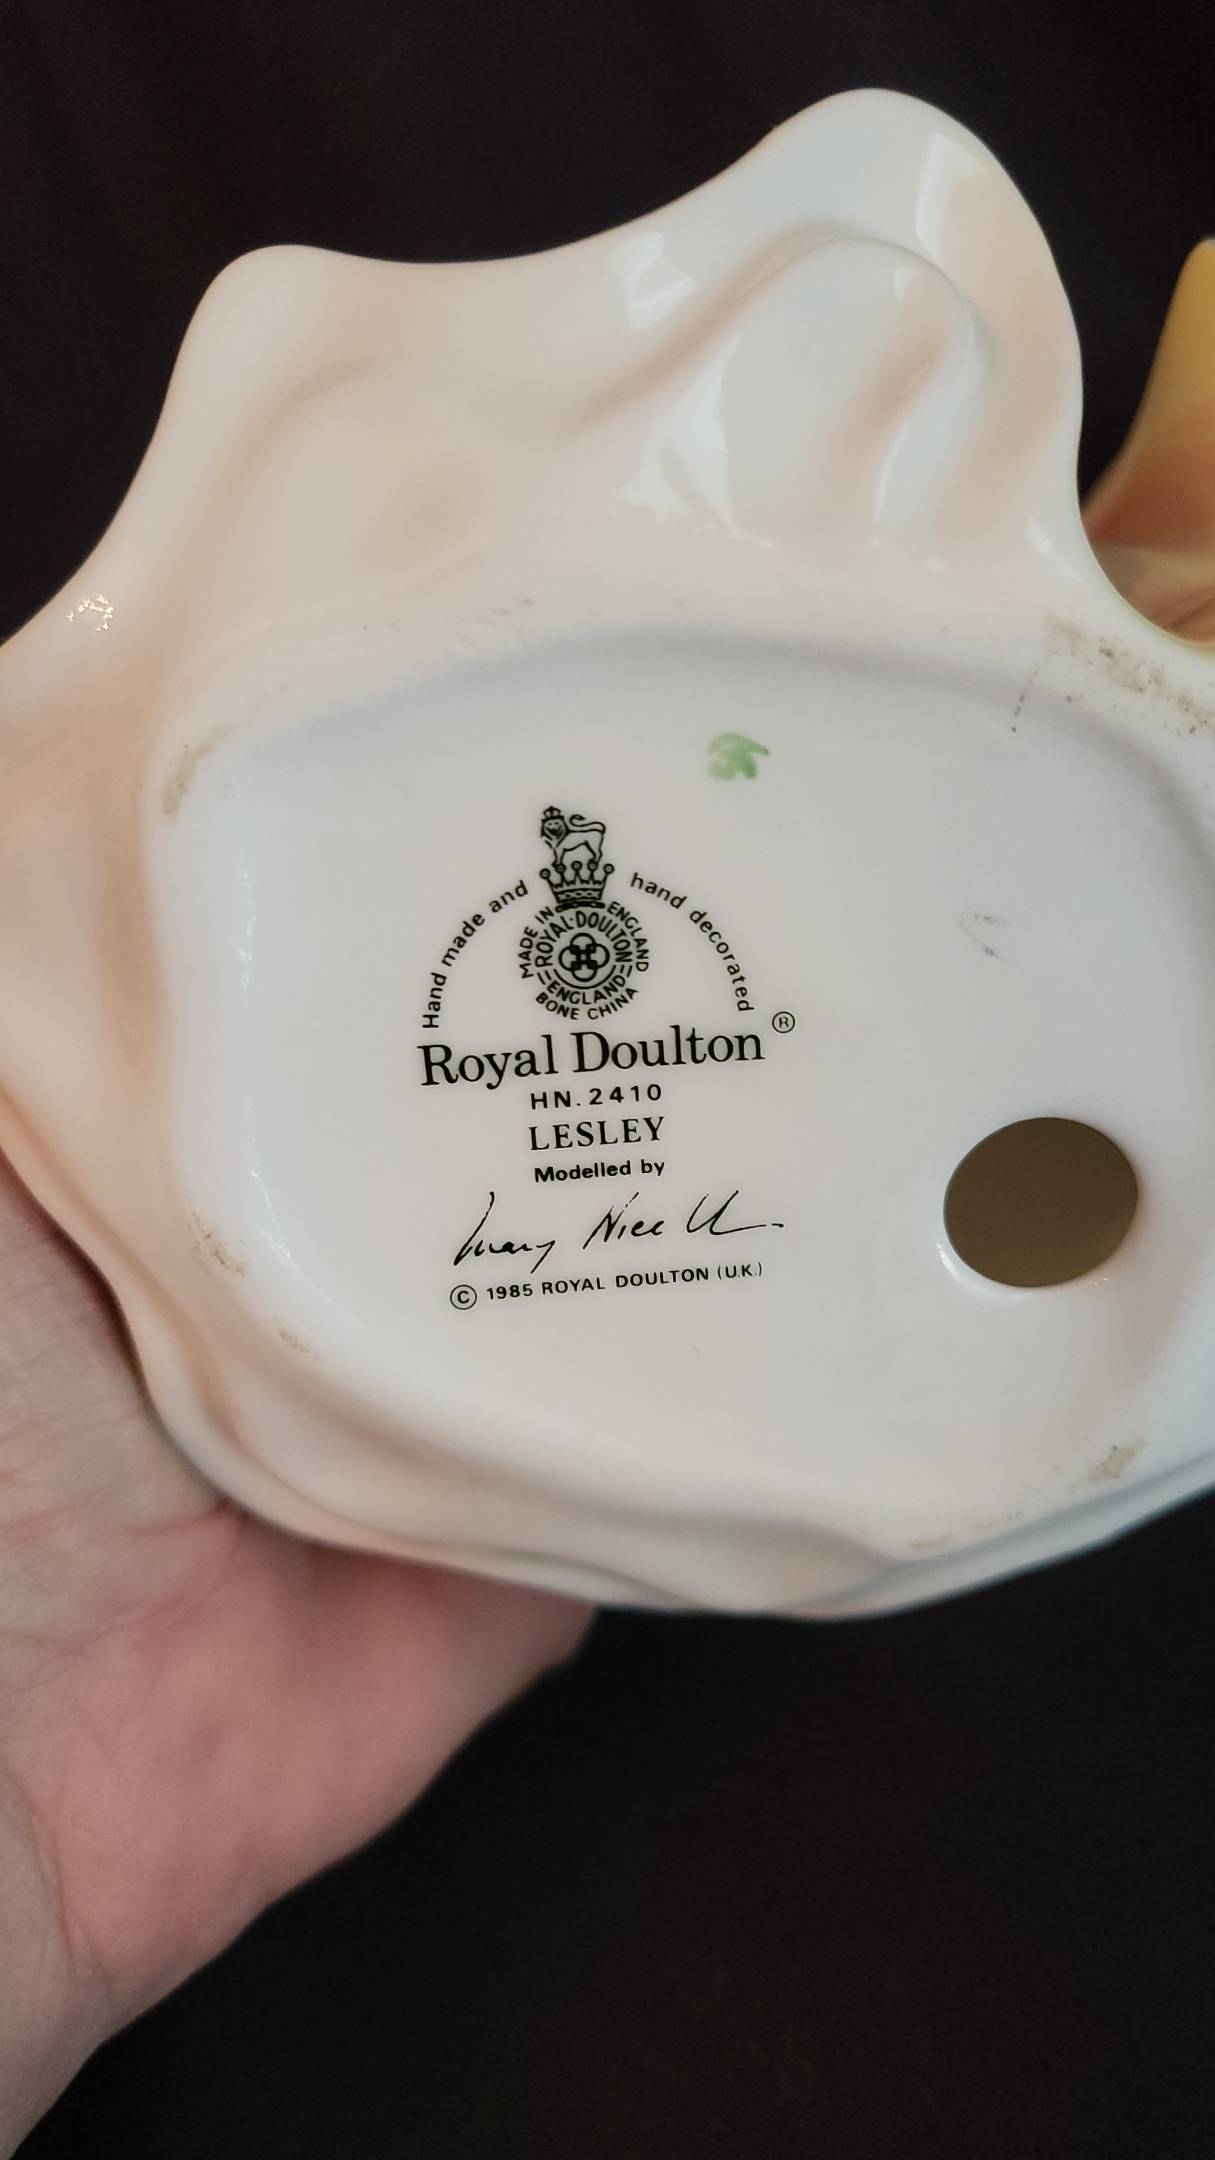 Hand made and hand decorated
MADE IN ENGLAND
ROYAL·DOULTON
ENGLAND
BONE CHINA
Royal Doulton ®
HN. 2410
LESLEY
Modelled by
© 1985 ROYAL DOULTON (U.K.)